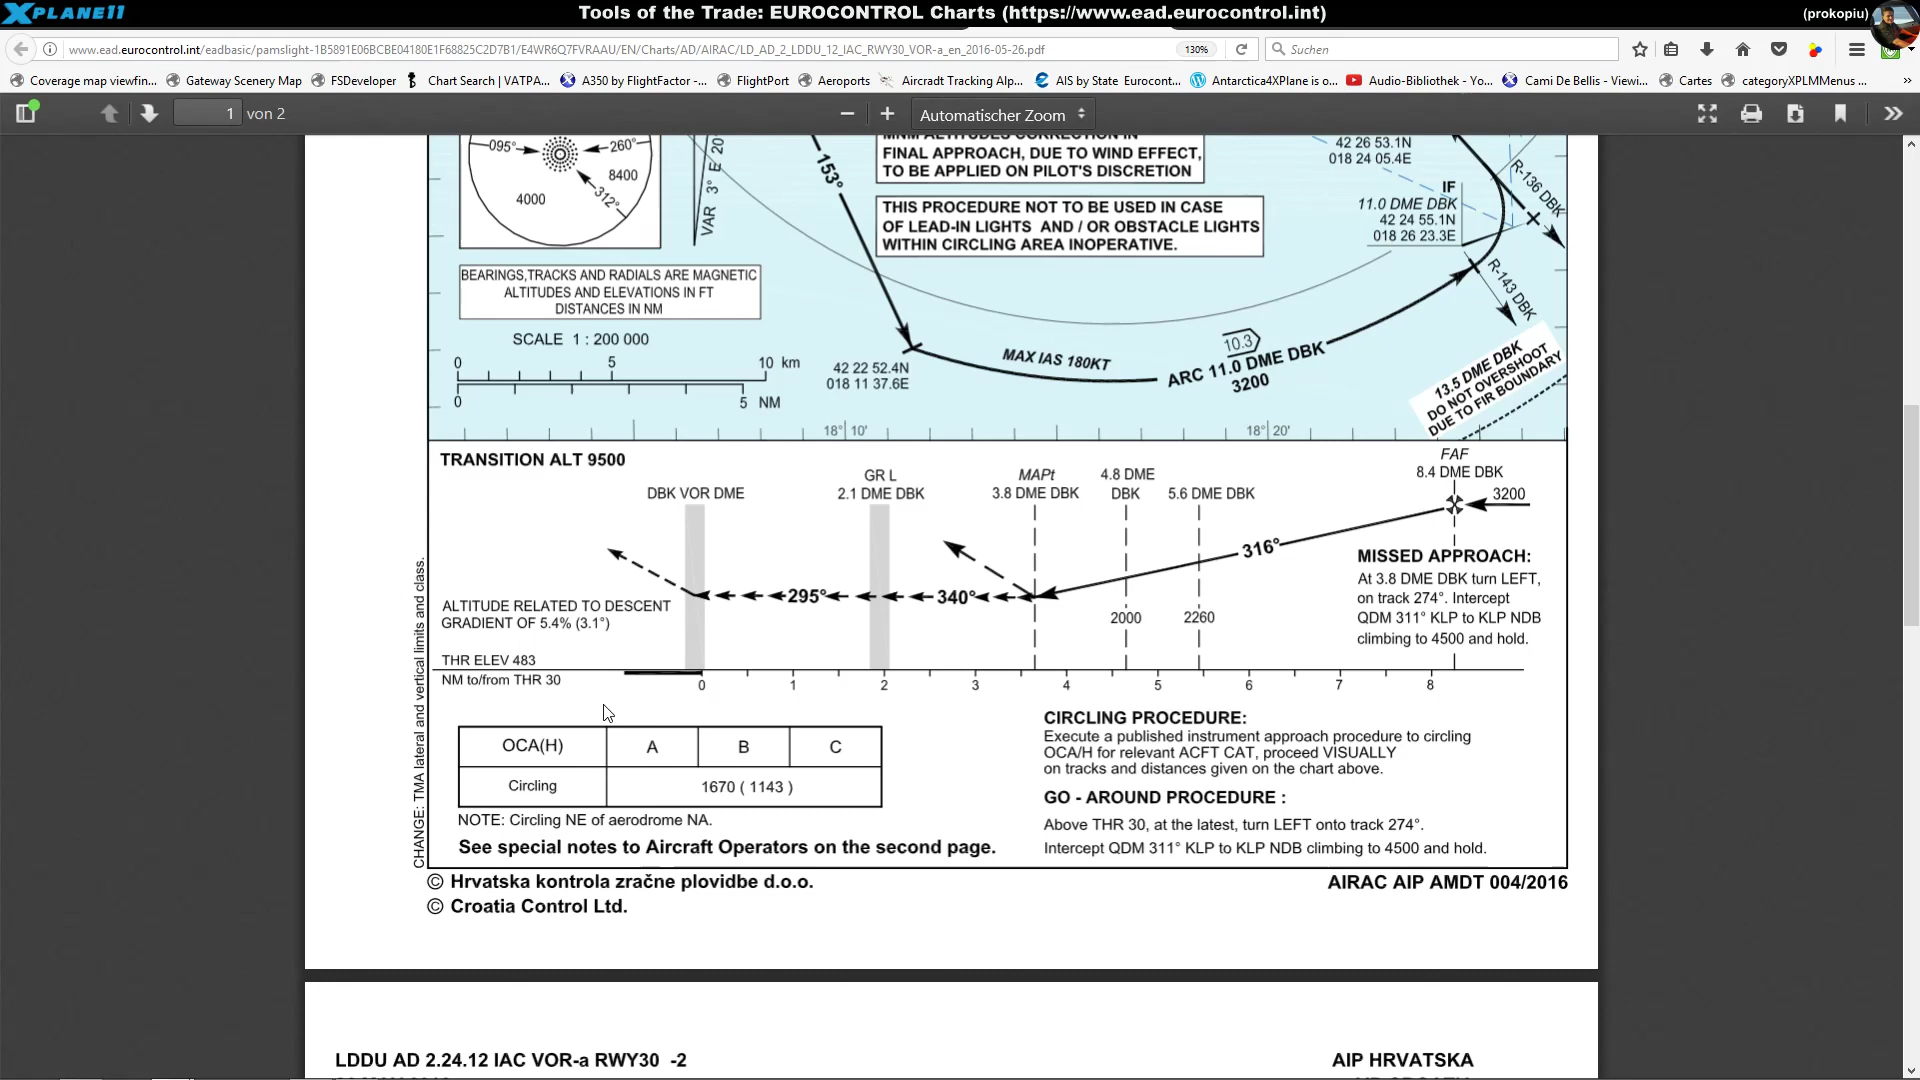 XPLANE11
Tools of the Trade: EUROCONTROL Charts (https://www.ead.eurocontrol.int)
(prokopiu)
www.ead.eurocontrol.int/eadbasic/pamslight-1B5891E06BCBE04180E1F68825C2D7B1/E4WR6Q7FVRAAU/EN/Charts/AD/AIRAC/LD_AD_2_LDDU_12_IAC_RWY30_VOR-a_en_2016-05-26.pdf
130%
Suchen
Coverage map viewfin...
Gateway Scenery Map
FSDeveloper
Chart Search | VATPA...
A350 by FlightFactor -...
FlightPort
Aeroports
Aircradt Tracking Alp...
AIS by State Eurocont...
Antarctica4XPlane is o...
Audio-Bibliothek - Yo...
Cami De Bellis - Viewi...
Cartes
categoryXPLMMenus ...
1 von 2
Automatischer Zoom
095°
260°
8400
4000
312°
VAR 3° E 20
153°
MNM ALTITUDES CORRECTION IN
FINAL APPROACH, DUE TO WIND EFFECT,
TO BE APPLIED ON PILOT'S DISCRETION
THIS PROCEDURE NOT TO BE USED IN CASE
OF LEAD-IN LIGHTS AND / OR OBSTACLE LIGHTS
WITHIN CIRCLING AREA INOPERATIVE.
42 26 53.1N
018 24 05.4E
IF
11.0 DME DBK
42 24 55.1N
018 26 23.3E
R-136 DBK
R-143 DBK
BEARINGS,TRACKS AND RADIALS ARE MAGNETIC
ALTITUDES AND ELEVATIONS IN FT
DISTANCES IN NM
SCALE 1 : 200 000
0 5 10 km
0 5 NM
42 22 52.4N
018 11 37.6E
MAX IAS 180KT
10.3
ARC 11.0 DME DBK
3200
13.5 DME DBK
DO NOT OVERSHOOT
DUE TO FIR BOUNDARY
18° 10'
18° 20'
TRANSITION ALT 9500
DBK VOR DME
GR L
2.1 DME DBK
MAPt
3.8 DME DBK
4.8 DME
DBK
5.6 DME DBK
FAF
8.4 DME DBK
3200
316°
295°
340°
2000
2260
MISSED APPROACH:
At 3.8 DME DBK turn LEFT,
on track 274°. Intercept
QDM 311° KLP to KLP NDB
climbing to 4500 and hold.
ALTITUDE RELATED TO DESCENT
GRADIENT OF 5.4% (3.1°)
THR ELEV 483
NM to/from THR 30
0 1 2 3 4 5 6 7 8
CHANGE: TMA lateral and vertical limits and class.
OCA(H) A B C
Circling 1670 ( 1143 )
NOTE: Circling NE of aerodrome NA.
See special notes to Aircraft Operators on the second page.
CIRCLING PROCEDURE:
Execute a published instrument approach procedure to circling
OCA/H for relevant ACFT CAT, proceed VISUALLY
on tracks and distances given on the chart above.
GO - AROUND PROCEDURE :
Above THR 30, at the latest, turn LEFT onto track 274°.
Intercept QDM 311° KLP to KLP NDB climbing to 4500 and hold.
© Hrvatska kontrola zračne plovidbe d.o.o.
© Croatia Control Ltd.
AIRAC AIP AMDT 004/2016
LDDU AD 2.24.12 IAC VOR-a RWY30 -2
AIP HRVATSKA